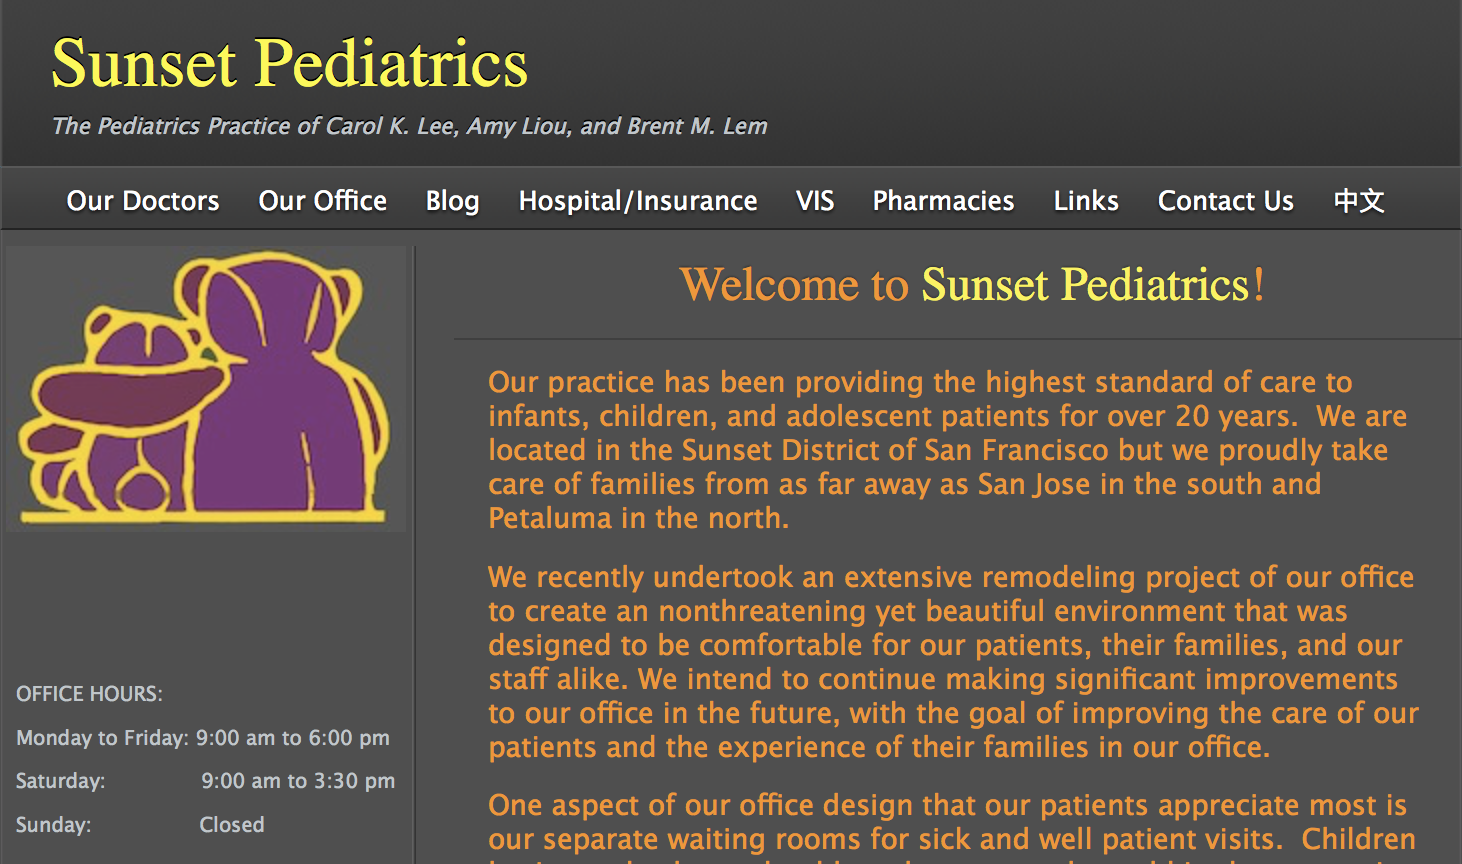 Sunset Pediatrics
The Pediatrics Practice of Carol K. Lee, Amy Liou, and Brent M. Lem
Our Doctors Our Office Blog Hospital/Insurance VIS Pharmacies Links Contact Us 中文
Welcome to Sunset Pediatrics!
Our practice has been providing the highest standard of care to
infants, children, and adolescent patients for over 20 years.  We are
located in the Sunset District of San Francisco but we proudly take
care of families from as far away as San Jose in the south and
Petaluma in the north.
We recently undertook an extensive remodeling project of our office
to create an nonthreatening yet beautiful environment that was
designed to be comfortable for our patients, their families, and our
staff alike. We intend to continue making significant improvements
to our office in the future, with the goal of improving the care of our
patients and the experience of their families in our office.
One aspect of our office design that our patients appreciate most is
our separate waiting rooms for sick and well patient visits.  Children
OFFICE HOURS:
Monday to Friday: 9:00 am to 6:00 pm
Saturday: 9:00 am to 3:30 pm
Sunday: Closed